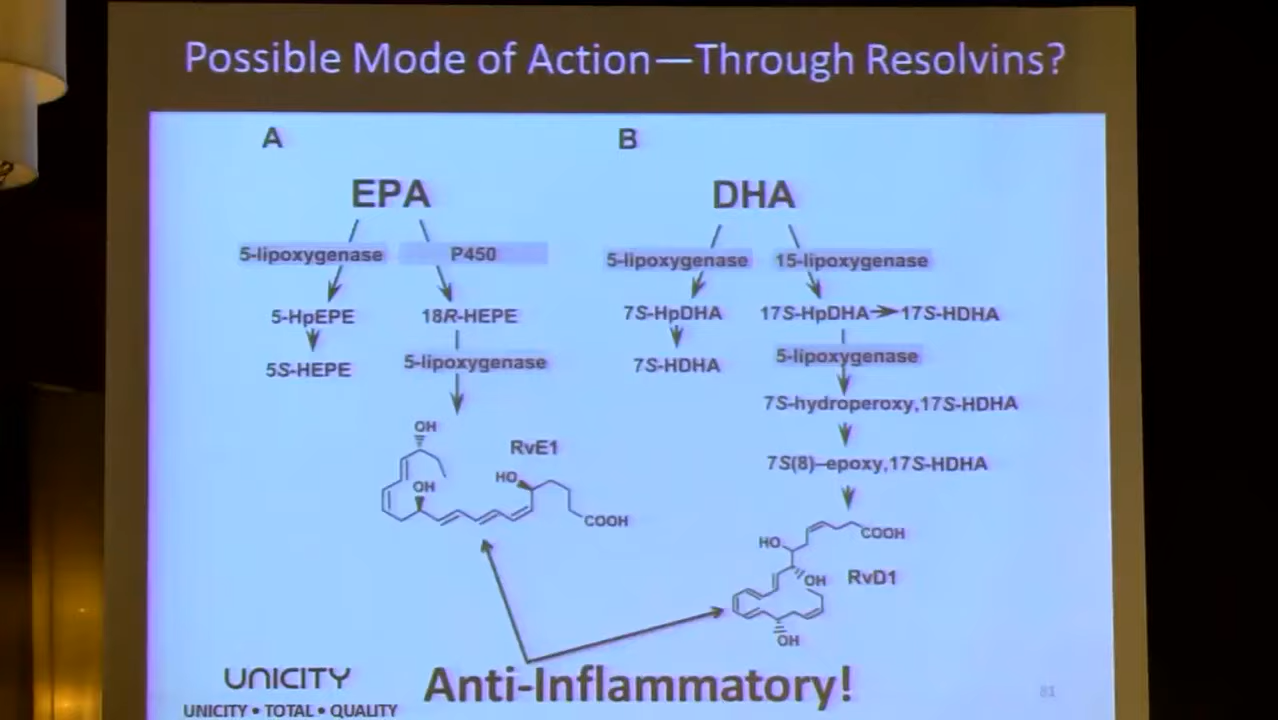 Possible Mode of Action—Through Resolvins?
A
EPA
5-lipoxygenase P450
5-HpEPE 18R-HEPE
5S-HEPE 5-lipoxygenase
OH
RvE1
OH
HO
COOH
B
DHA
5-lipoxygenase 15-lipoxygenase
7S-HpDHA 17S-HpDHA 17S-HDHA
7S-HDHA 5-lipoxygenase
7S-hydroperoxy,17S-HDHA
7S(8)–epoxy,17S-HDHA
COOH
HO
OH RvD1
OH
Anti-Inflammatory!
UNICITY
UNICITY • TOTAL • QUALITY
81